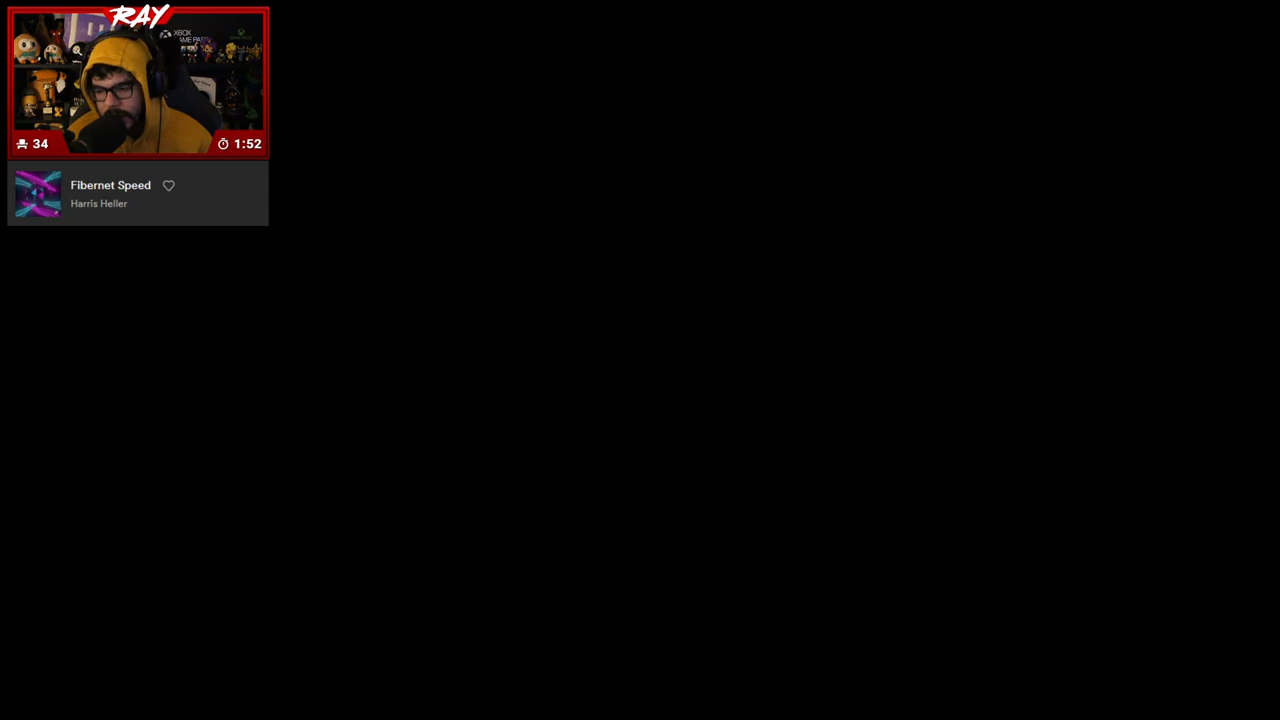 RAY
XBOX
GAME PASS
34
1:52
Fibernet Speed
Harris Heller